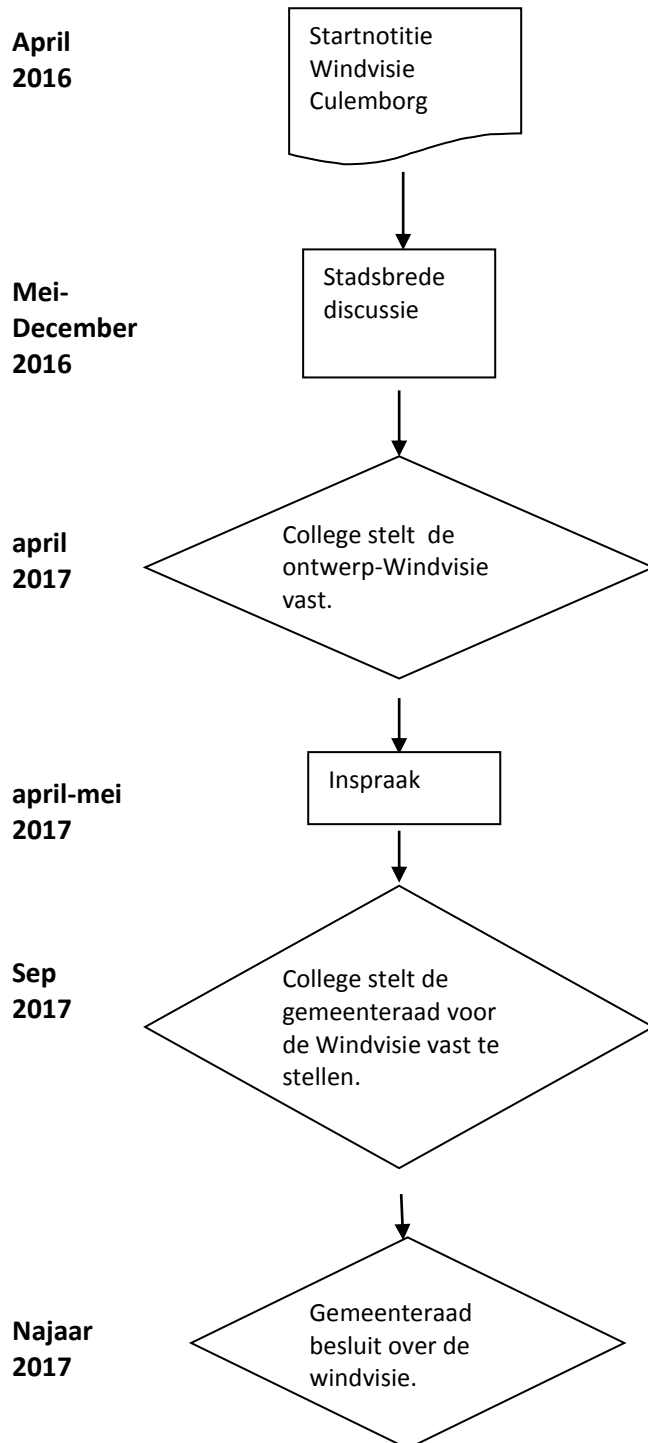 April
2016
Startnotitie
Windvisie
Culemborg
Mei-
December
2016
Stadsbrede
discussie
april
2017
College stelt de
ontwerp-Windvisie
vast.
april-mei
2017
Inspraak
Sep
2017
College stelt de
gemeenteraad voor
de Windvisie vast te
stellen.
Najaar
2017
Gemeenteraad
besluit over de
windvisie.